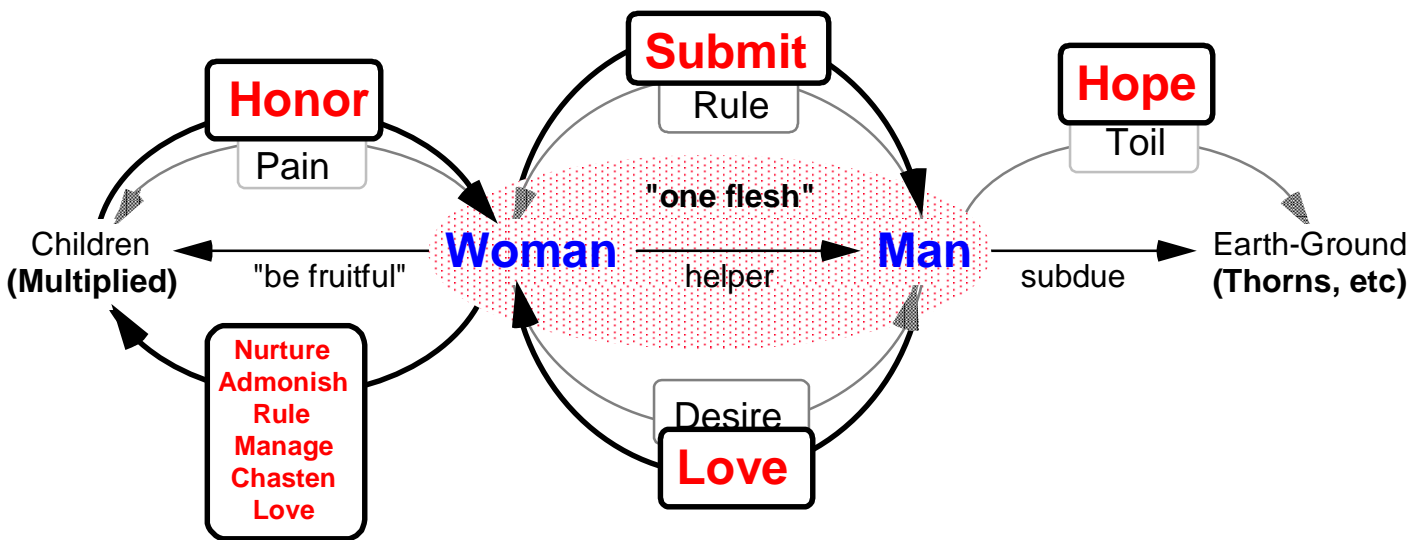 Submit
Honor
Hope
Rule
Toil
Pain
"one flesh"
Children
(Multiplied)
"be fruitful"
Woman
helper
Man
subdue
Earth-Ground
(Thorns, etc)
Nurture
Admonish
Rule
Manage
Chasten
Love
Desire
Love